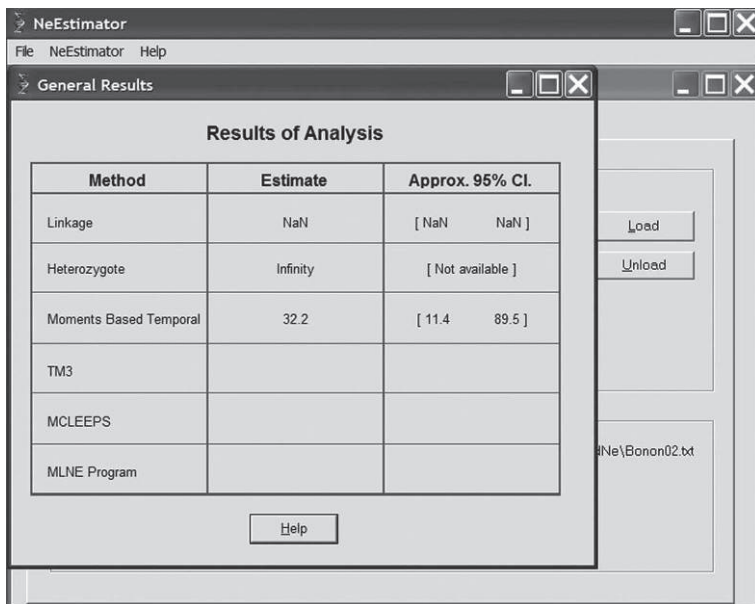 NeEstimator
File NeEstimator Help
General Results
Results of Analysis
Method Estimate Approx. 95% CI.
Linkage NaN [ NaN NaN ]
Heterozygote Infinity [ Not available ]
Moments Based Temporal 32.2 [ 11.4 89.5 ]
TM3
MCLEEPS
MLNE Program
Help
Load
Unload
dNe\Bonon02.txt